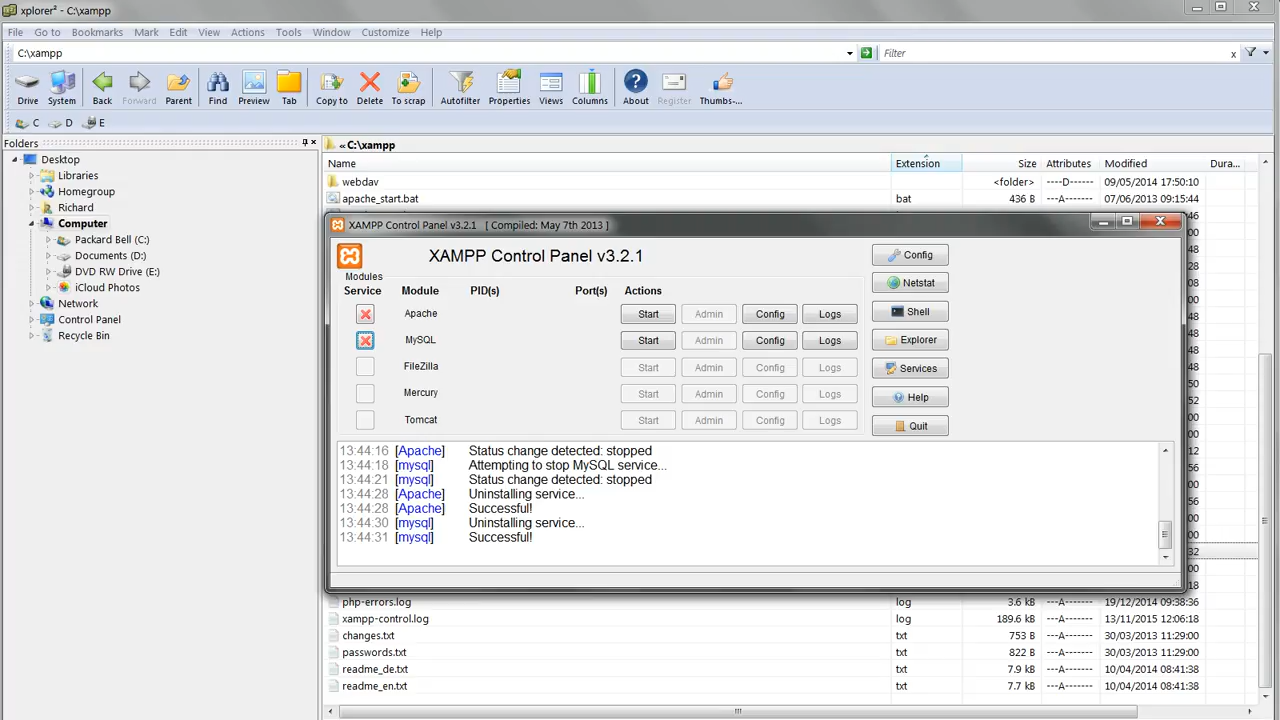 xplorer² - C:\xampp
File Go to Bookmarks Mark Edit View Actions Tools Window Customize Help
C:\xampp Filter x
Drive System Back Forward Parent Find Preview Tab Copy to Delete To scrap Autofilter Properties Views Columns About Register Thumbs-...
C D E
Folders
«C:\xampp
Desktop
Libraries
Homegroup
Richard
Computer
Packard Bell (C:)
Documents (D:)
DVD RW Drive (E:)
iCloud Photos
Network
Control Panel
Recycle Bin
Name Extension Size Attributes Modified Dura...
webdav <folder> ----D------- 09/05/2014 17:50:10
apache_start.bat bat 436 B ---A------- 07/06/2013 09:15:44
XAMPP Control Panel v3.2.1 [ Compiled: May 7th 2013 ]
XAMPP Control Panel v3.2.1
Modules
Service Module PID(s) Port(s) Actions
Apache Start Admin Config Logs
MySQL Start Admin Config Logs
FileZilla Start Admin Config Logs
Mercury Start Admin Config Logs
Tomcat Start Admin Config Logs
Config
Netstat
Shell
Explorer
Services
Help
Quit
13:44:16 [Apache] Status change detected: stopped
13:44:18 [mysql] Attempting to stop MySQL service...
13:44:21 [mysql] Status change detected: stopped
13:44:28 [Apache] Uninstalling service...
13:44:28 [Apache] Successful!
13:44:30 [mysql] Uninstalling service...
13:44:31 [mysql] Successful!
php-errors.log log 3.6 kB ---A------- 19/12/2014 09:38:36
xampp-control.log log 189.6 kB ---A------- 13/11/2015 12:06:18
changes.txt txt 753 B ---A------- 30/03/2013 11:29:00
passwords.txt txt 822 B ---A------- 30/03/2013 11:29:00
readme_de.txt txt 7.9 kB ---A------- 10/04/2014 08:41:33
readme_en.txt txt 7.7 kB ---A------- 10/04/2014 08:41:38